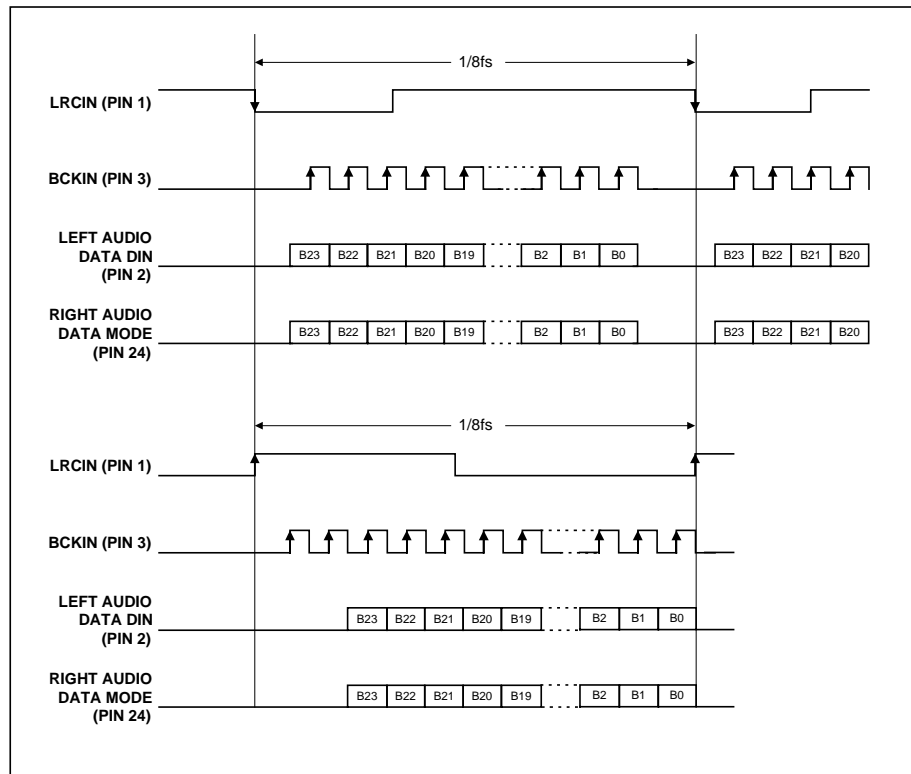 1/8fs
LRCIN (PIN 1)
BCKIN (PIN 3)
LEFT AUDIO
DATA DIN
(PIN 2)
B23 B22 B21 B20 B19 B2 B1 B0 B23 B22 B21 B20
RIGHT AUDIO
DATA MODE
(PIN 24)
B23 B22 B21 B20 B19 B2 B1 B0 B23 B22 B21 B20
1/8fs
LRCIN (PIN 1)
BCKIN (PIN 3)
LEFT AUDIO
DATA DIN
(PIN 2)
B23 B22 B21 B20 B19 B2 B1 B0
RIGHT AUDIO
DATA MODE
(PIN 24)
B23 B22 B21 B20 B19 B2 B1 B0